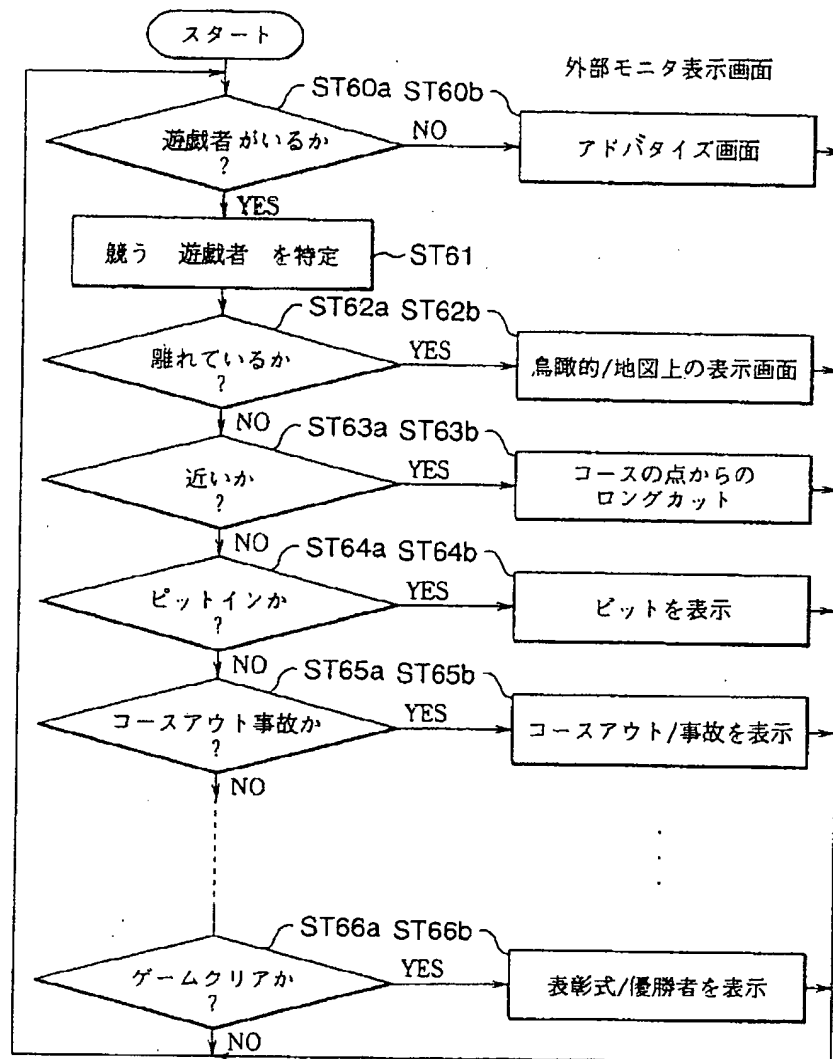 スタート
外部モニタ表示画面
ST60a ST60b
遊戯者がいるか
?
NO
アドバタイズ画面
YES
競う 遊戯者 を特定
ST61
ST62a ST62b
離れているか
?
YES
鳥瞰的/地図上の表示画面
NO
ST63a ST63b
近いか
?
YES
コースの点からの
ロングカット
NO
ST64a ST64b
ピットインか
?
YES
ピットを表示
NO
ST65a ST65b
コースアウト事故か
?
YES
コースアウト/事故を表示
NO
ST66a ST66b
ゲームクリアか
?
YES
表彰式/優勝者を表示
NO